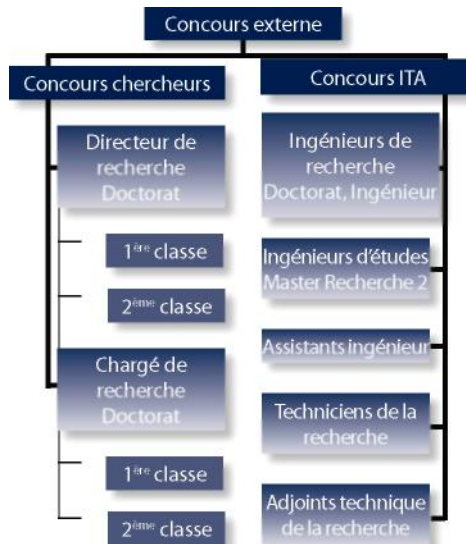 Concours externe
Concours chercheurs
Directeur de
recherche
Doctorat
1ère classe
2ème classe
Chargé de
recherche
Doctorat
1ère classe
2ème classe
Concours ITA
Ingénieurs de
recherche
Doctorat, Ingénieur
Ingénieurs d'études
Master Recherche 2
Assistants ingénieur
Techniciens de la
recherche
Adjoints technique
de la recherche